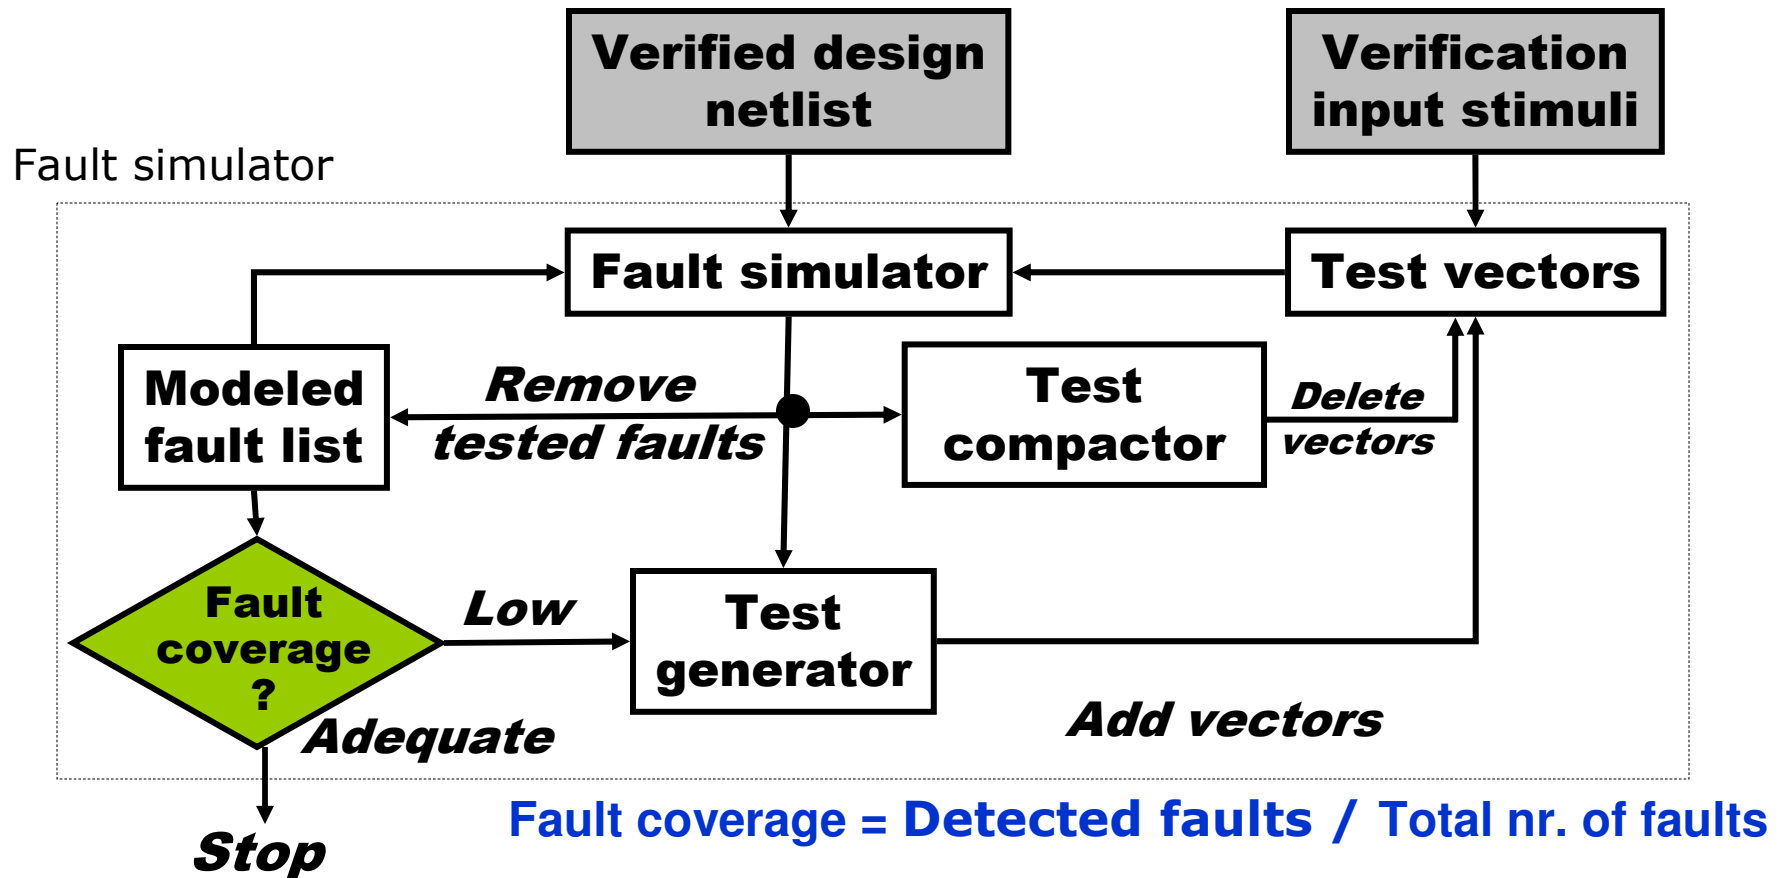 Verified design
netlist
Verification
input stimuli
Fault simulator
Fault simulator
Test vectors
Modeled
fault list
Remove
tested faults
Test
compactor
Delete
vectors
Fault
coverage
?
Low
Test
generator
Adequate
Add vectors
Stop
Fault coverage = Detected faults / Total nr. of faults